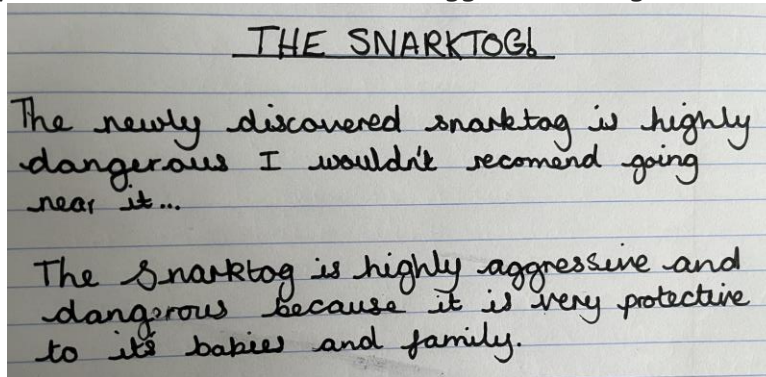 THE SNARKTOG!
The newly discovered snarktog is highly
dangerous I wouldn't recomend going
near it...
The Snarktog is highly aggressive and
dangorous because it is very protective
to its babies and family.